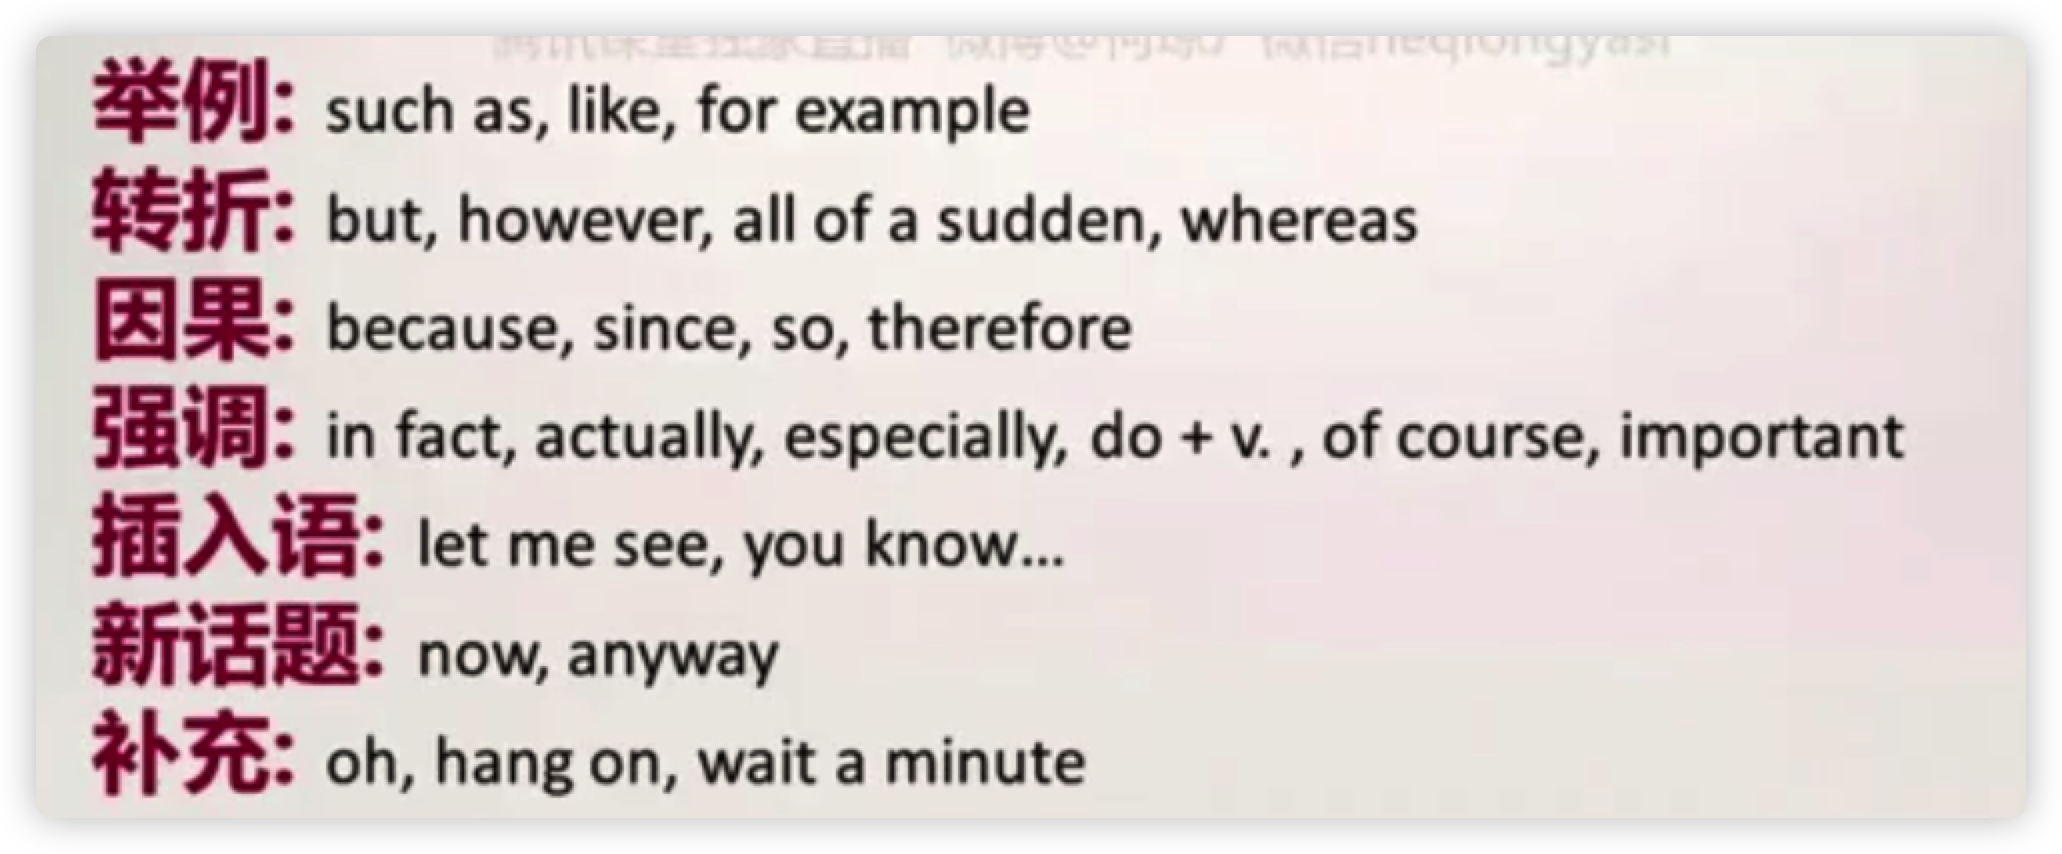 举例: such as, like, for example
转折: but, however, all of a sudden, whereas
因果: because, since, so, therefore
强调: in fact, actually, especially, do + v. , of course, important
插入语: let me see, you know...
新话题: now, anyway
补充: oh, hang on, wait a minute